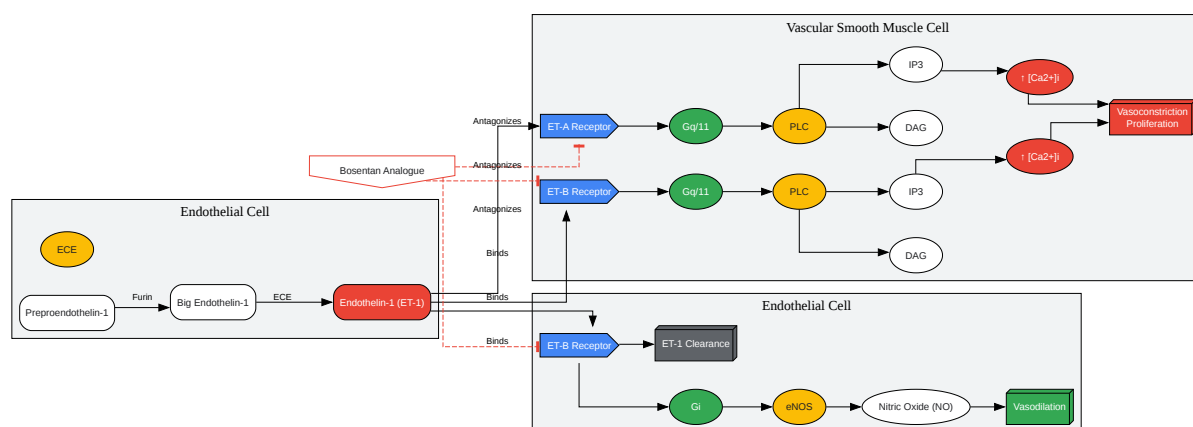 Vascular Smooth Muscle Cell
IP3
↑ [Ca2+]i
Vasoconstriction
Proliferation
Antagonizes
ET-A Receptor
Gq/11
PLC
DAG
↑ [Ca2+]i
Bosentan Analogue
Antagonizes
ET-B Receptor
Gq/11
PLC
IP3
Antagonizes
DAG
Binds
Endothelial Cell
ECE
Preproendothelin-1
Furin
Big Endothelin-1
ECE
Endothelin-1 (ET-1)
Binds
Endothelial Cell
Binds
ET-B Receptor
ET-1 Clearance
Gi
eNOS
Nitric Oxide (NO)
Vasodilation